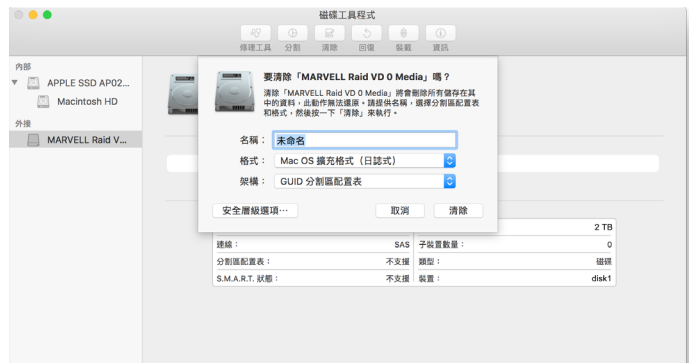 磁碟工具程式
修理工具 分割 清除 回復 裝載 資訊
內部
APPLE SSD AP02...
Macintosh HD
外接
MARVELL Raid V...
要清除「MARVELL Raid VD 0 Media」嗎？
清除「MARVELL Raid VD 0 Media」將會刪除所有儲存在其
中的資料，此動作無法還原。請提供名稱，選擇分割區配置表
和格式，然後按一下「清除」來執行。
名稱： 未命名
格式： Mac OS 擴充格式（日誌式）
架構： GUID 分割區配置表
安全層級選項⋯ 取消 清除
2 TB
連線： SAS 子裝置數量： 0
分割區配置表： 不支援 類型： 磁碟
S.M.A.R.T. 狀態： 不支援 裝置： disk1